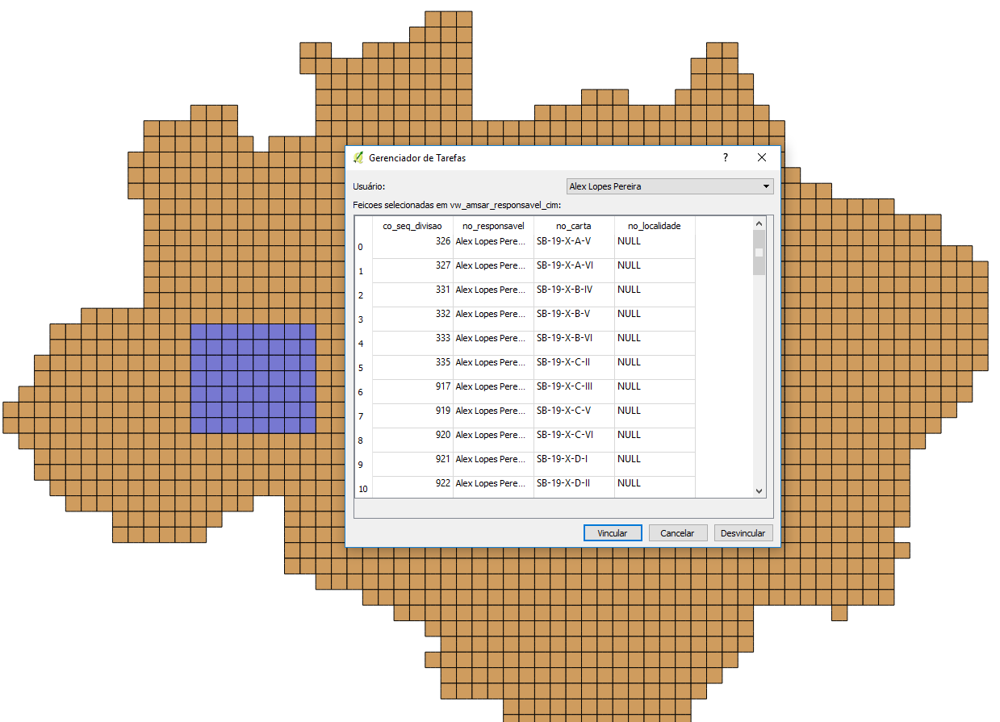 Gerenciador de Tarefas ?
Usuário: Alex Lopes Pereira
Feicoes selecionadas em vw_amsar_responsavel_cim:
co_seq_divisao no_responsavel no_carta no_localidade
0 326 Alex Lopes Pere... SB-19-X-A-V NULL
1 327 Alex Lopes Pere... SB-19-X-A-VI NULL
2 331 Alex Lopes Pere... SB-19-X-B-IV NULL
3 332 Alex Lopes Pere... SB-19-X-B-V NULL
4 333 Alex Lopes Pere... SB-19-X-B-VI NULL
5 335 Alex Lopes Pere... SB-19-X-C-II NULL
6 917 Alex Lopes Pere... SB-19-X-C-III NULL
7 919 Alex Lopes Pere... SB-19-X-C-V NULL
8 920 Alex Lopes Pere... SB-19-X-C-VI NULL
9 921 Alex Lopes Pere... SB-19-X-D-I NULL
10 922 Alex Lopes Pere... SB-19-X-D-II NULL
Vincular Cancelar Desvincular